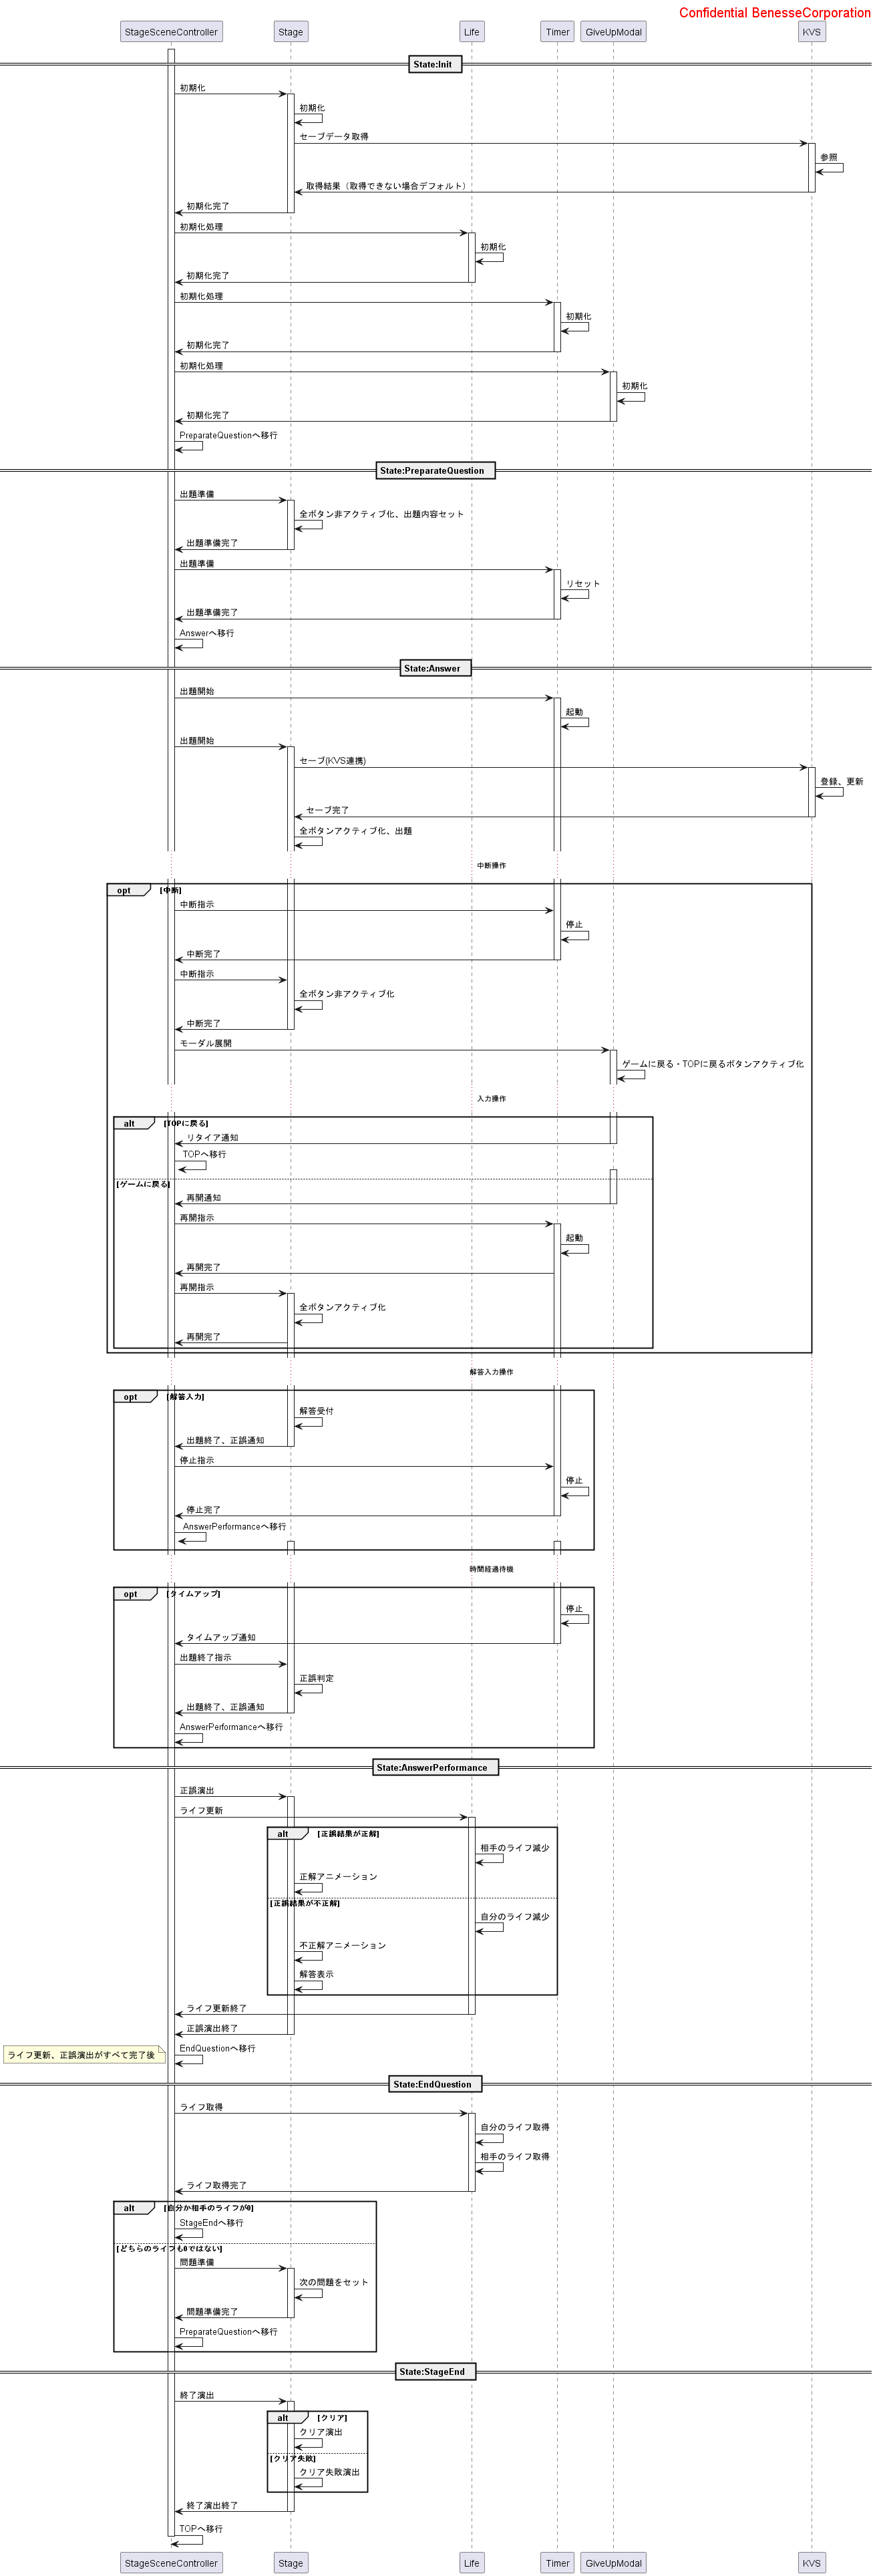 Confidential BenesseCorporation
StageSceneController
Stage
Life
Timer
GiveUpModal
KVS
State:Init
初期化
初期化
セーブデータ取得
参照
取得結果（取得できない場合デフォルト）
初期化完了
初期化処理
初期化
初期化完了
初期化処理
初期化
初期化完了
初期化処理
初期化
初期化完了
PreparateQuestionへ移行
State:PreparateQuestion
出題準備
全ボタン非アクティブ化、出題内容セット
出題準備完了
出題準備
リセット
出題準備完了
Answerへ移行
State:Answer
出題開始
起動
出題開始
セーブ(KVS連携)
登録、更新
セーブ完了
全ボタンアクティブ化、出題
中断操作
opt [中断]
中断指示
停止
中断完了
中断指示
全ボタン非アクティブ化
中断完了
モーダル展開
ゲームに戻る・TOPに戻るボタンアクティブ化
入力操作
alt [TOPに戻る]
リタイア通知
TOPへ移行
[ゲームに戻る]
再開通知
再開指示
起動
再開完了
再開指示
全ボタンアクティブ化
再開完了
解答入力操作
opt [解答入力]
解答受付
出題終了、正誤通知
停止指示
停止
停止完了
AnswerPerformanceへ移行
時間経過待機
opt [タイムアップ]
停止
タイムアップ通知
出題終了指示
正誤判定
出題終了、正誤通知
AnswerPerformanceへ移行
State:AnswerPerformance
正誤演出
ライフ更新
alt [正誤結果が正解]
相手のライフ減少
正解アニメーション
[正誤結果が不正解]
自分のライフ減少
不正解アニメーション
解答表示
ライフ更新終了
正誤演出終了
ライフ更新、正誤演出がすべて完了後
EndQuestionへ移行
State:EndQuestion
ライフ取得
自分のライフ取得
相手のライフ取得
ライフ取得完了
alt [自分か相手のライフが0]
StageEndへ移行
[どちらのライフも0ではない]
問題準備
次の問題をセット
問題準備完了
PreparateQuestionへ移行
State:StageEnd
終了演出
alt [クリア]
クリア演出
[クリア失敗]
クリア失敗演出
終了演出終了
TOPへ移行
StageSceneController
Stage
Life
Timer
GiveUpModal
KVS